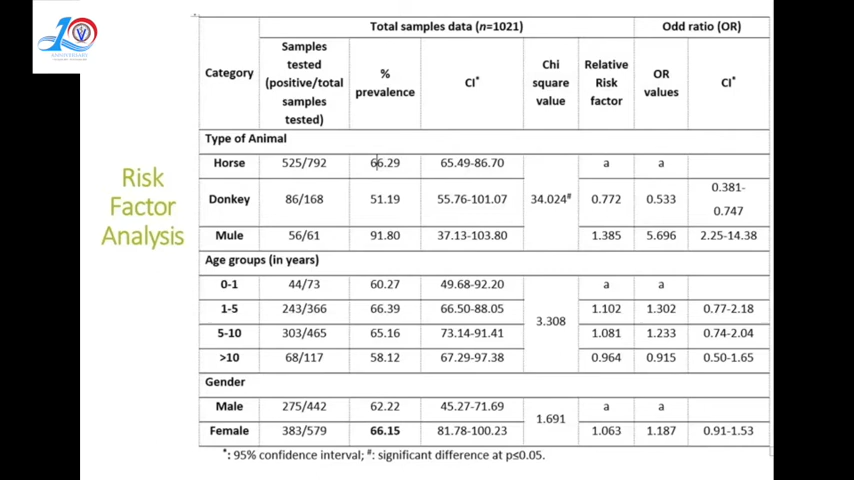 10
ANNIVERSARY
Risk
Factor
Analysis
Category | Total samples data (n=1021) | Odd ratio (OR)
Samples tested (positive/total samples tested) | % prevalence | CI* | Chi square value | Relative Risk factor | OR values | CI*
Type of Animal
Horse 525/792 66.29 65.49-86.70 34.024# a a
Donkey 86/168 51.19 55.76-101.07 0.772 0.533 0.381-0.747
Mule 56/61 91.80 37.13-103.80 1.385 5.696 2.25-14.38
Age groups (in years)
0-1 44/73 60.27 49.68-92.20 3.308 a a
1-5 243/366 66.39 66.50-88.05 1.102 1.302 0.77-2.18
5-10 303/465 65.16 73.14-91.41 1.081 1.233 0.74-2.04
>10 68/117 58.12 67.29-97.38 0.964 0.915 0.50-1.65
Gender
Male 275/442 62.22 45.27-71.69 1.691 a a
Female 383/579 66.15 81.78-100.23 1.063 1.187 0.91-1.53
*: 95% confidence interval; #: significant difference at p≤0.05.